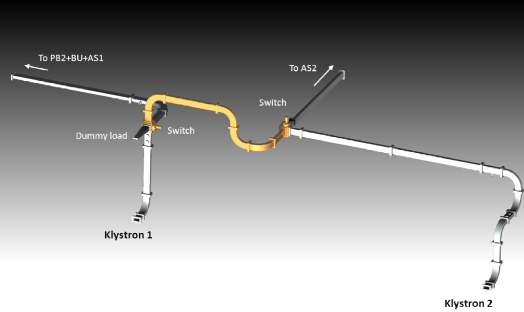 To PB2+BU+AS1
To AS2
Switch
Dummy load
Switch
Klystron 1
Klystron 2